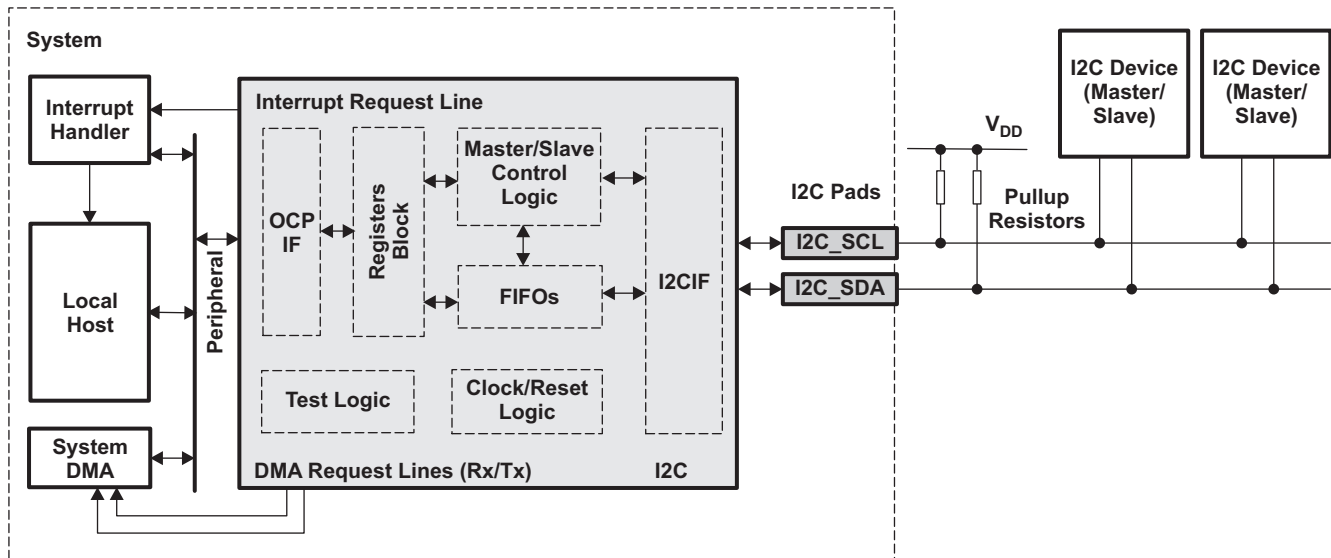 System
Interrupt
Handler
Local
Host
System
DMA
Peripheral
Interrupt Request Line
OCP
IF
Registers
Block
Master/Slave
Control
Logic
FIFOs
I2CIF
Test Logic
Clock/Reset
Logic
DMA Request Lines (Rx/Tx)
I2C
I2C Pads
I2C_SCL
I2C_SDA
VDD
Pullup
Resistors
I2C Device
(Master/
Slave)
I2C Device
(Master/
Slave)